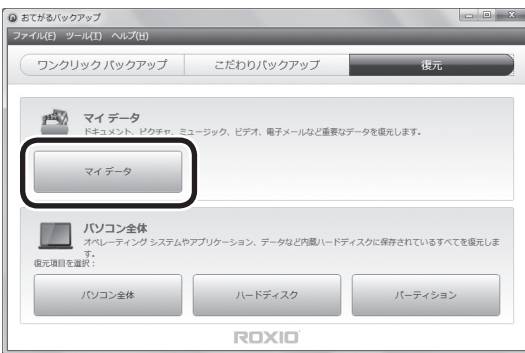 おてがるバックアップ
ファイル(F) ツール(T) ヘルプ(H)
ワンクリック バックアップ こだわりバックアップ 復元
マイ データ
ドキュメント、ピクチャ、ミュージック、ビデオ、電子メールなど重要なデータを復元します。
マイ データ
パソコン全体
オペレーティング システムやアプリケーション、データなど内蔵ハードディスクに保存されているすべてを復元しま
す。
復元項目を選択：
パソコン全体 ハードディスク パーティション
ROXIO